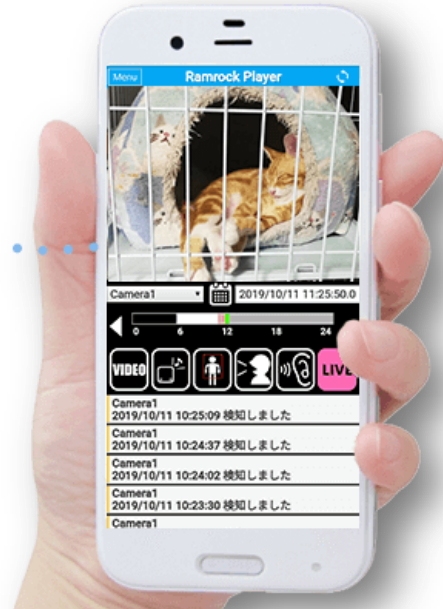 Menu
Ramrock Player
Camera1
2019/10/11 11:25:50.0
0 6 12 18 24
VIDEO
LIVE
Camera1
2019/10/11 10:25:09 検知しました
Camera1
2019/10/11 10:24:37 検知しました
Camera1
2019/10/11 10:24:02 検知しました
Camera1
2019/10/11 10:23:30 検知しました
Camera1